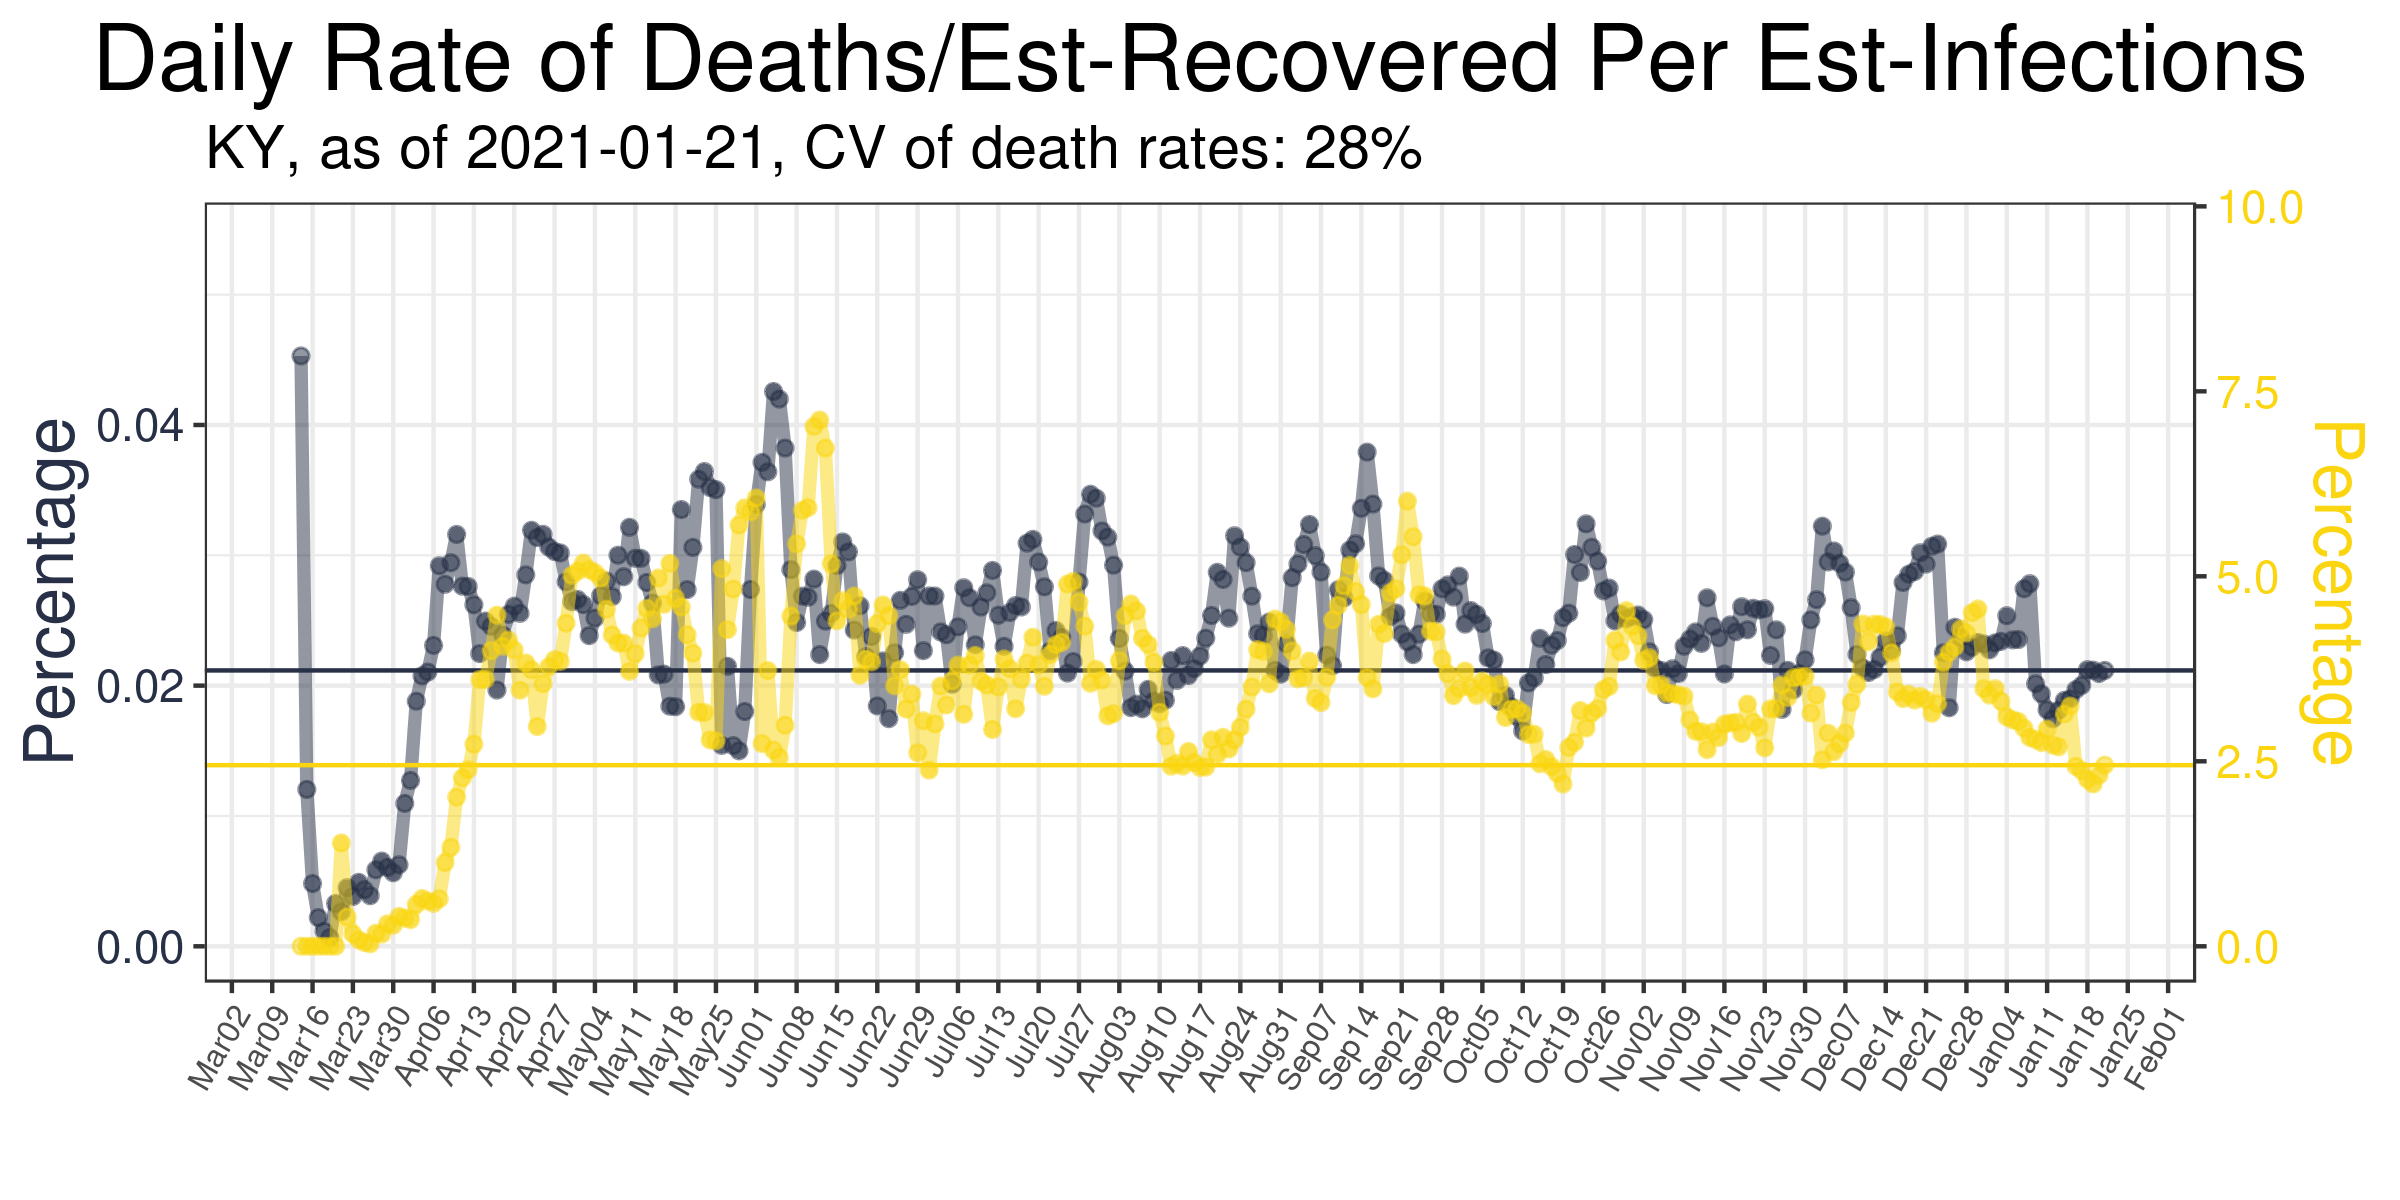 Daily Rate of Deaths/Est-Recovered Per Est-Infections
KY, as of 2021-01-21, CV of death rates: 28%
Percentage
0.04
0.02
0.00
10.0
7.5
5.0
2.5
0.0
Percentage
Mar02
Mar09
Mar16
Mar23
Mar30
Apr06
Apr13
Apr20
Apr27
May04
May11
May18
May25
Jun01
Jun08
Jun15
Jun22
Jun29
Jul06
Jul13
Jul20
Jul27
Aug03
Aug10
Aug17
Aug24
Aug31
Sep07
Sep14
Sep21
Sep28
Oct05
Oct12
Oct19
Oct26
Nov02
Nov09
Nov16
Nov23
Nov30
Dec07
Dec14
Dec21
Dec28
Jan04
Jan11
Jan18
Jan25
Feb01